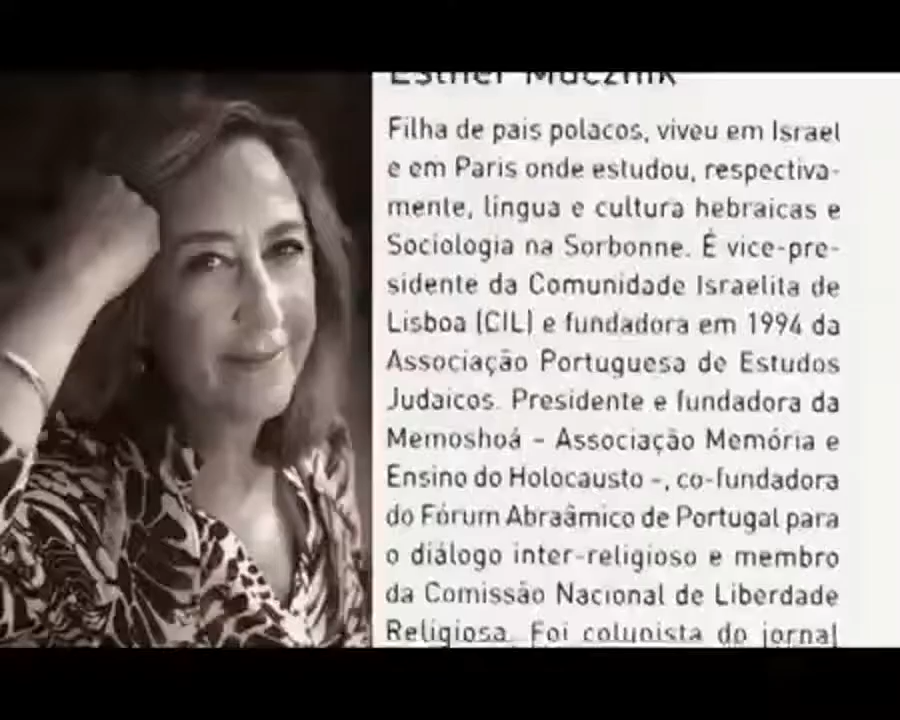 Esther Mucznik
Filha de pais polacos, viveu em Israel
e em Paris onde estudou, respectiva-
mente, língua e cultura hebraicas e
Sociologia na Sorbonne. É vice-pre-
sidente da Comunidade Israelita de
Lisboa (CIL) e fundadora em 1994 da
Associação Portuguesa de Estudos
Judaicos. Presidente e fundadora da
Memoshoá - Associação Memória e
Ensino do Holocausto -, co-fundadora
do Fórum Abraâmico de Portugal para
o diálogo inter-religioso e membro
da Comissão Nacional de Liberdade
Religiosa. Foi colunista do jornal